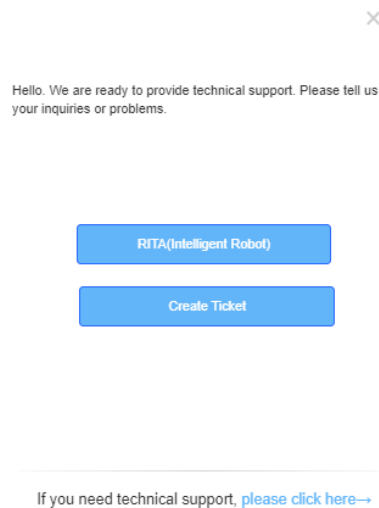 Hello. We are ready to provide technical support. Please tell us
your inquiries or problems.
RITA(Intelligent Robot)
Create Ticket
If you need technical support, please click here→